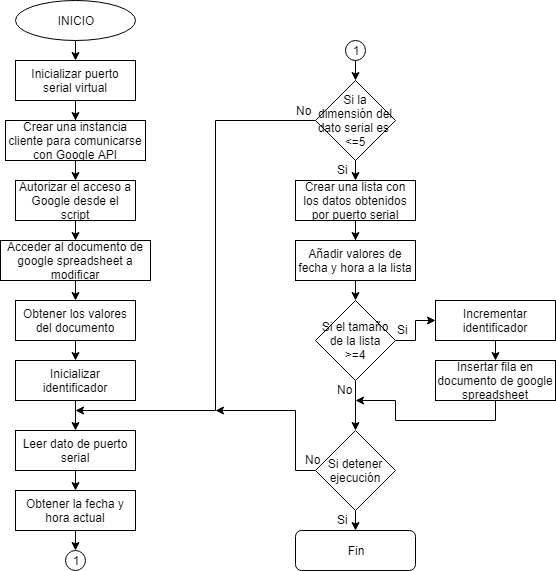 INICIO
Inicializar puerto
serial virtual
Crear una instancia
cliente para comunicarse
con Google API
Autorizar el acceso a
Google desde el
script
Acceder al documento de
google spreadsheet a
modificar
Obtener los valores
del documento
Inicializar
identificador
Leer dato de puerto
serial
Obtener la fecha y
hora actual
1
1
Si la
dimensión del
dato serial es
<=5
No
Si
Crear una lista con
los datos obtenidos
por puerto serial
Añadir valores de
fecha y hora a la lista
Si el tamaño
de la lista
>=4
Si
No
Incrementar
identificador
Insertar fila en
documento de google
spreadsheet
Si detener
ejecución
No
Si
Fin